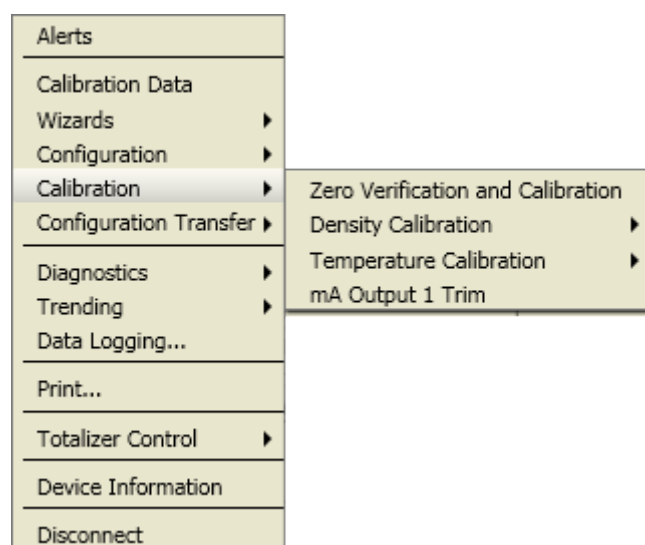 Alerts
Calibration Data
Wizards
Configuration
Calibration
Configuration Transfer
Diagnostics
Trending
Data Logging...
Print...
Totalizer Control
Device Information
Disconnect
Zero Verification and Calibration
Density Calibration
Temperature Calibration
mA Output 1 Trim